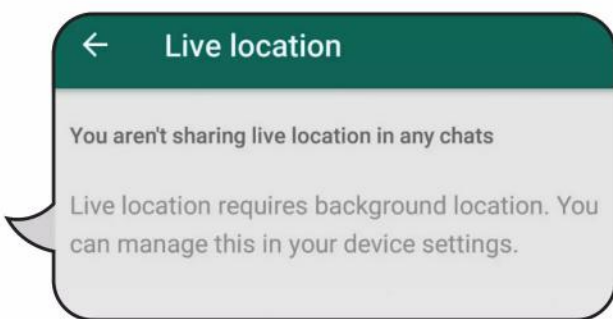 Live location
You aren't sharing live location in any chats
Live location requires background location. You
can manage this in your device settings.